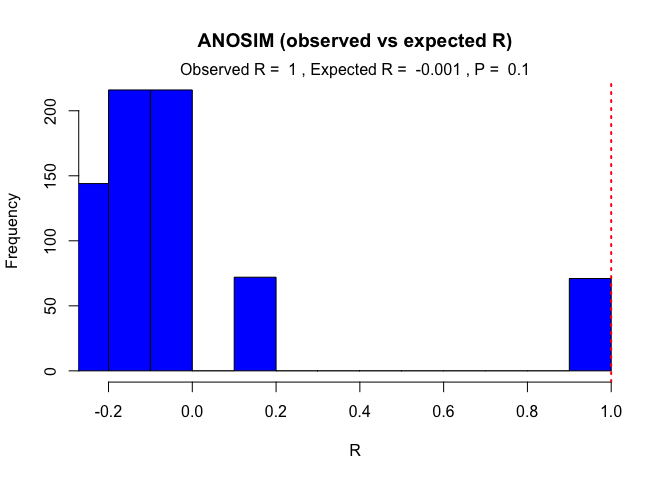 ANOSIM (observed vs expected R)
Observed R =  1 , Expected R =  -0.001 , P =  0.1
Frequency
200
150
100
50
0
-0.2 0.0 0.2 0.4 0.6 0.8 1.0
R